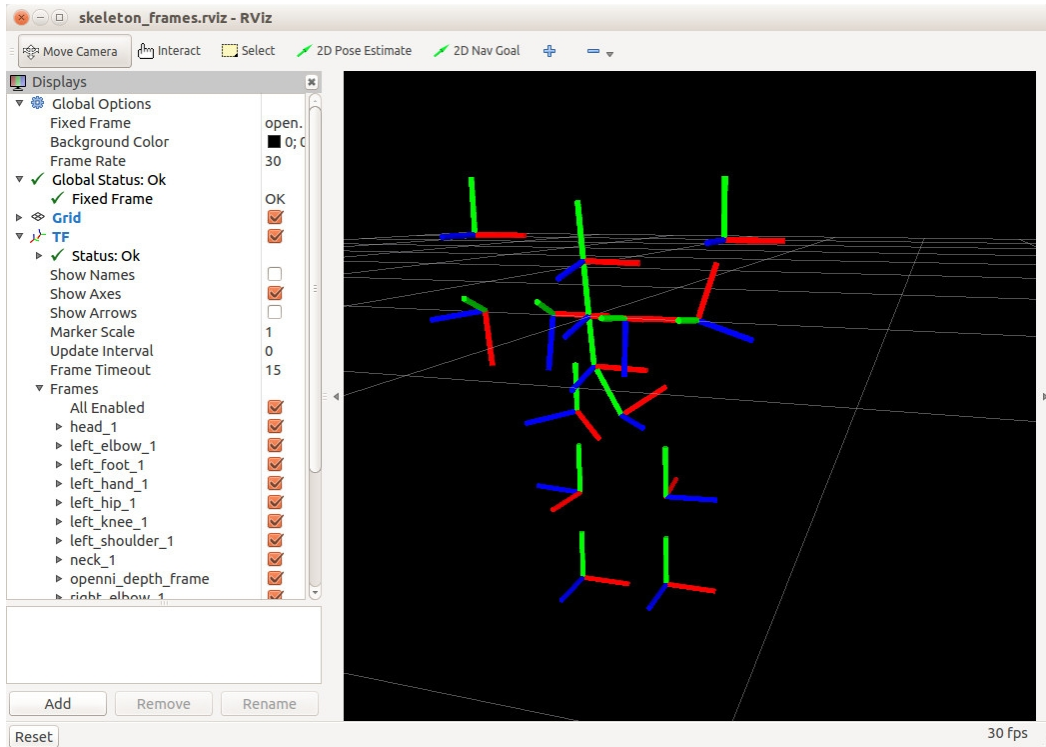 skeleton_frames.rviz - RViz
Move Camera Interact Select 2D Pose Estimate 2D Nav Goal
Displays
Global Options
Fixed Frame open.
Background Color 0; 0
Frame Rate 30
Global Status: Ok
Fixed Frame OK
Grid
TF
Status: Ok
Show Names
Show Axes
Show Arrows
Marker Scale 1
Update Interval 0
Frame Timeout 15
Frames
All Enabled
head_1
left_elbow_1
left_foot_1
left_hand_1
left_hip_1
left_knee_1
left_shoulder_1
neck_1
openni_depth_frame
right_elbow_1
Add Remove Rename
Reset 30 fps